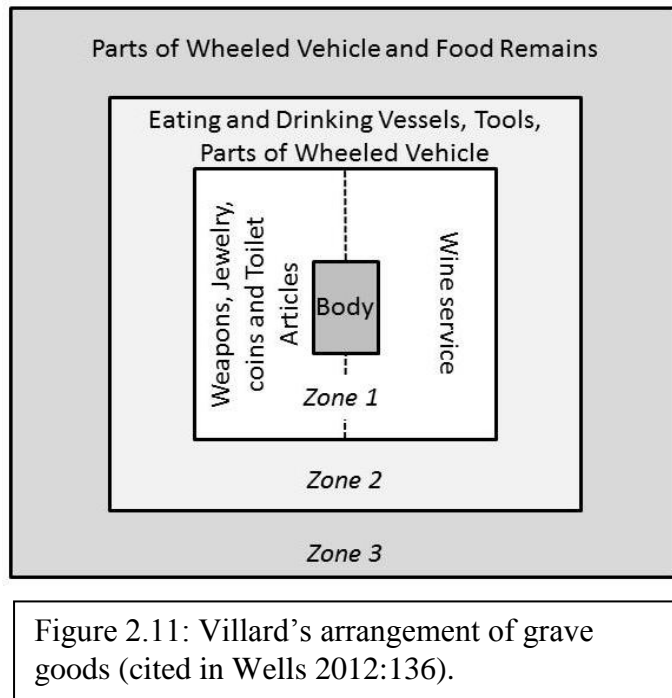 Parts of Wheeled Vehicle and Food Remains
Eating and Drinking Vessels, Tools,
Parts of Wheeled Vehicle
Weapons, Jewelry,
coins and Toilet
Articles
Body
Wine service
Zone 1
Zone 2
Zone 3
Figure 2.11: Villard’s arrangement of grave
goods (cited in Wells 2012:136).